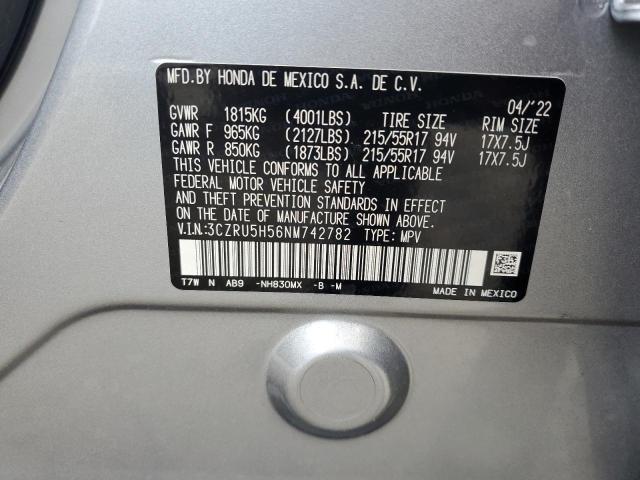 MFD.BY HONDA DE MEXICO S.A. DE C.V.
04/'22
GVWR 1815KG (4001LBS) TIRE SIZE RIM SIZE
GAWR F 965KG (2127LBS) 215/55R17 94V 17X7.5J
GAWR R 850KG (1873LBS) 215/55R17 94V 17X7.5J
THIS VEHICLE CONFORMS TO ALL APPLICABLE
FEDERAL MOTOR VEHICLE SAFETY
AND THEFT PREVENTION STANDARDS IN EFFECT
ON THE DATE OF MANUFACTURE SHOWN ABOVE.
V.I.N.:3CZRU5H56NM742782 TYPE: MPV
T7W N AB9 -NH830MX -B -M
MADE IN MEXICO